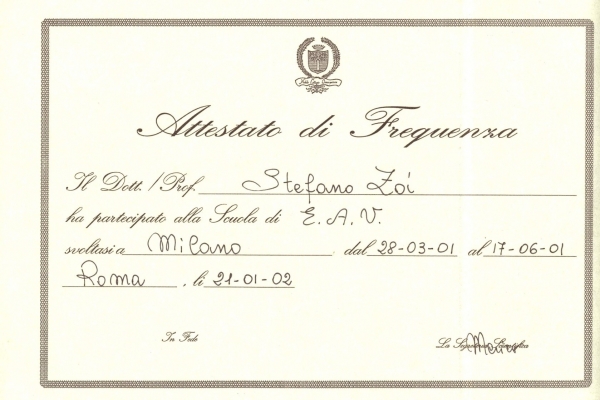 Attestato di Frequenza
Il Dott. / Prof. Stefano Zoi
ha partecipato alla Scuola di E.A.V.
svoltasi a Milano dal 28-03-01 al 17-06-01
Roma, lì 21-01-02
In Fede
La Segreteria Scientifica